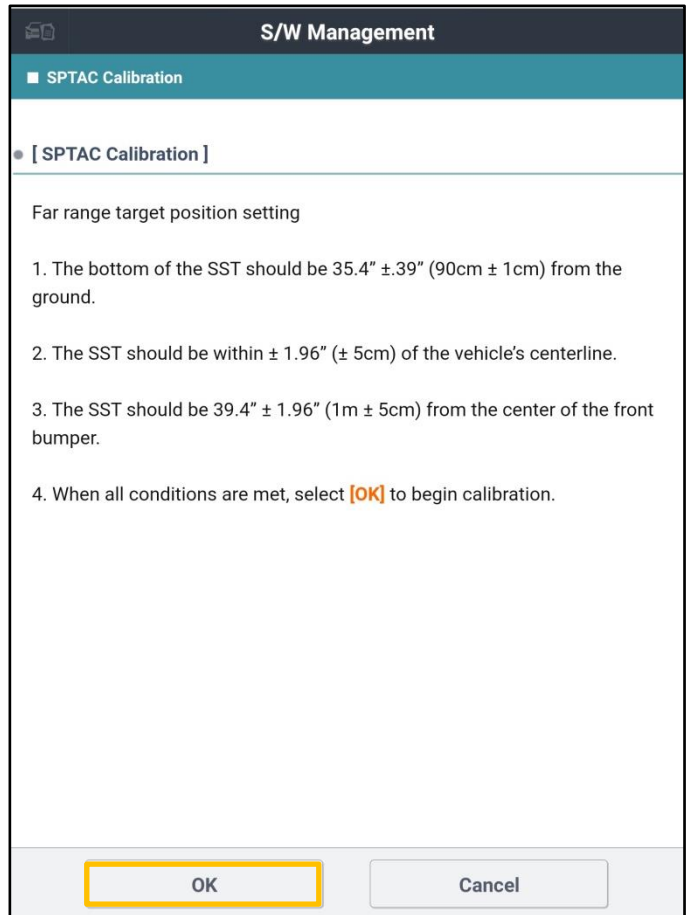 S/W Management
■ SPTAC Calibration
● [ SPTAC Calibration ]
Far range target position setting
1. The bottom of the SST should be 35.4” ±.39” (90cm ± 1cm) from the
ground.
2. The SST should be within ± 1.96” (± 5cm) of the vehicle’s centerline.
3. The SST should be 39.4” ± 1.96” (1m ± 5cm) from the center of the front
bumper.
4. When all conditions are met, select [OK] to begin calibration.
OK
Cancel